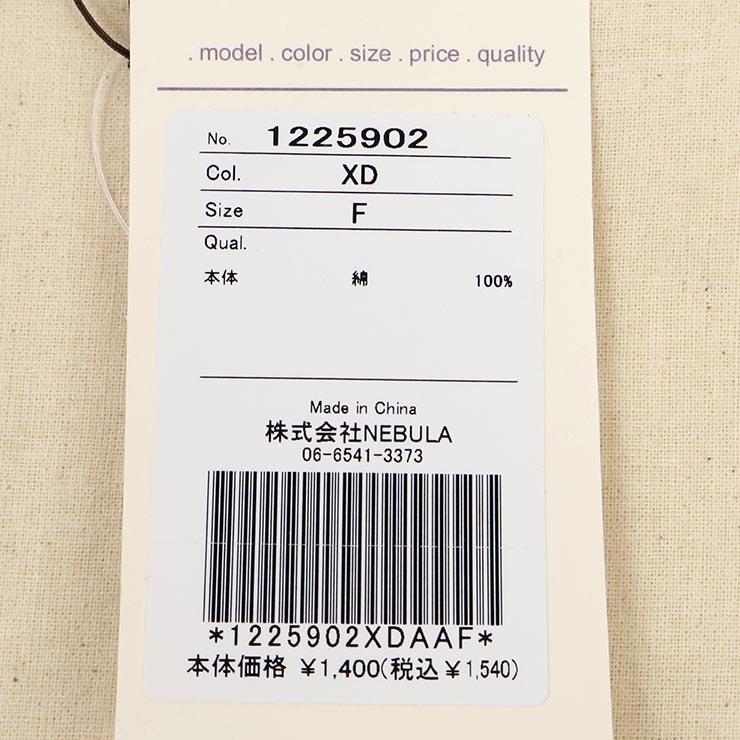 . model . color . size . price . quality
No. 1225902
Col. XD
Size F
Qual.
本体 綿 100%
Made in China
株式会社NEBULA
06-6541-3373
*1225902XDAAF*
本体価格 ¥1,400(税込¥1,540)